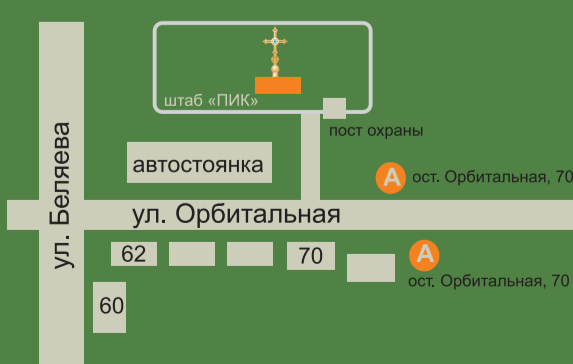 штаб «ПИК»
пост охраны
автостоянка
А ост. Орбитальная, 70
ул. Беляева
ул. Орбитальная
62
70
А
ост. Орбитальная, 70
60